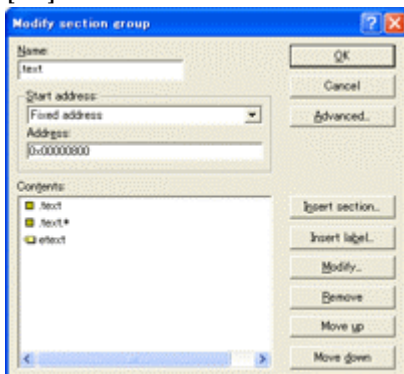 Modify section group
Name:
.text
OK
Cancel
Advanced...
Start address:
Fixed address
Address:
0x00000800
Contents:
.text
.text.*
etext
Insert section...
Insert label...
Modify...
Remove
Move up
Move down